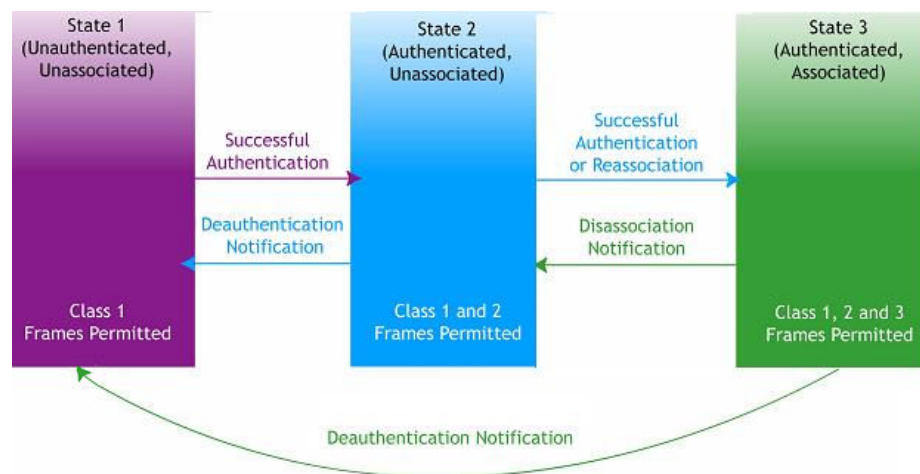 State 1
(Unauthenticated,
Unassociated)
State 2
(Authenticated,
Unassociated)
State 3
(Authenticated,
Associated)
Successful
Authentication
Successful
Authentication
or Reassociation
Deauthentication
Notification
Disassociation
Notification
Class 1
Frames Permitted
Class 1 and 2
Frames Permitted
Class 1, 2 and 3
Frames Permitted
Deauthentication Notification